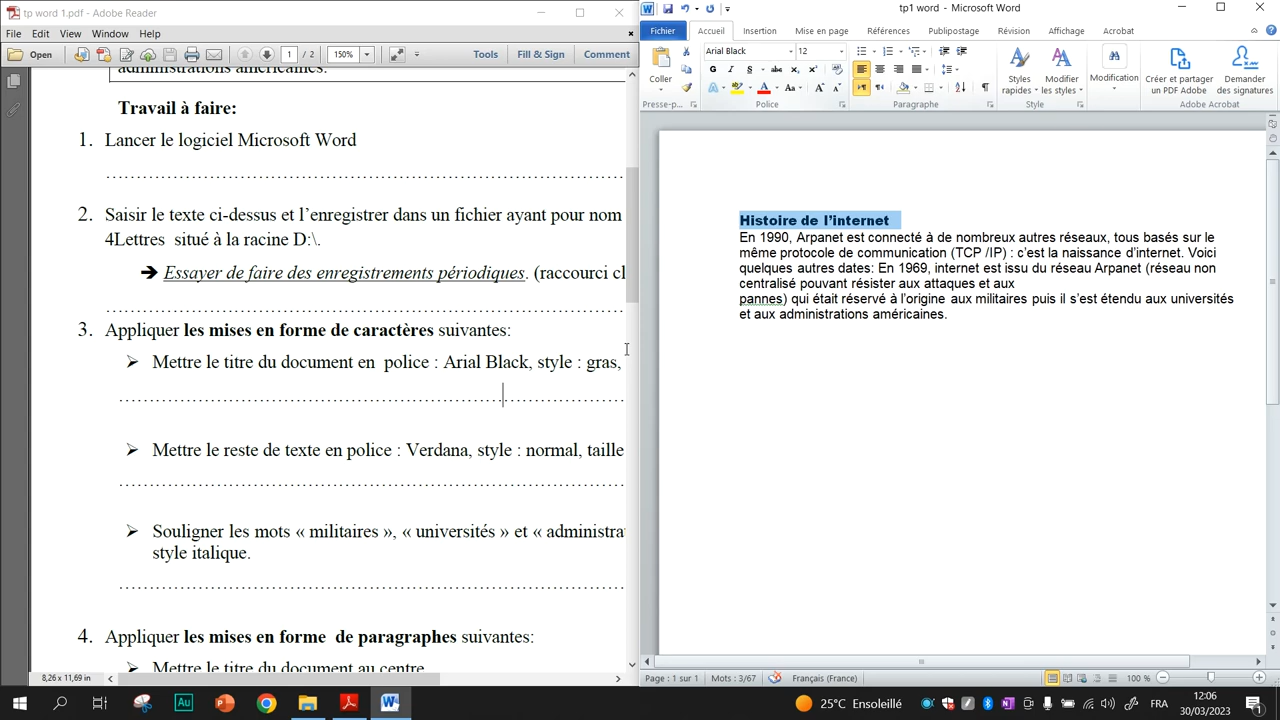 tp word 1.pdf - Adobe Reader
File Edit View Window Help
Open 1 / 2 150% Tools Fill & Sign Comment
administrations américaines.
Travail à faire:
1. Lancer le logiciel Microsoft Word
2. Saisir le texte ci-dessus et l’enregistrer dans un fichier ayant pour nom
4Lettres situé à la racine D:\.
➔ Essayer de faire des enregistrements périodiques. (raccourci cl
3. Appliquer les mises en forme de caractères suivantes:
➢ Mettre le titre du document en police : Arial Black, style : gras,
➢ Mettre le reste de texte en police : Verdana, style : normal, taille
➢ Souligner les mots « militaires », « universités » et « administra
style italique.
4. Appliquer les mises en forme de paragraphes suivantes:
➢ Mettre le titre du document au centre
8,26 x 11,69 in
tp1 word - Microsoft Word
Fichier Accueil Insertion Mise en page Références Publipostage Révision Affichage Acrobat
Coller
Arial Black 12
Styles rapides
Modifier les styles
Modification
Créer et partager un PDF Adobe
Demander des signatures
Presse-p... Police Paragraphe Style Adobe Acrobat
Histoire de l’internet
En 1990, Arpanet est connecté à de nombreux autres réseaux, tous basés sur le
même protocole de communication (TCP /IP) : c’est la naissance d’internet. Voici
quelques autres dates: En 1969, internet est issu du réseau Arpanet (réseau non
centralisé pouvant résister aux attaques et aux
pannes) qui était réservé à l’origine aux militaires puis il s’est étendu aux universités
et aux administrations américaines.
Page : 1 sur 1 Mots : 3/67 Français (France) 100 %
25°C Ensoleillé FRA 12:06
30/03/2023